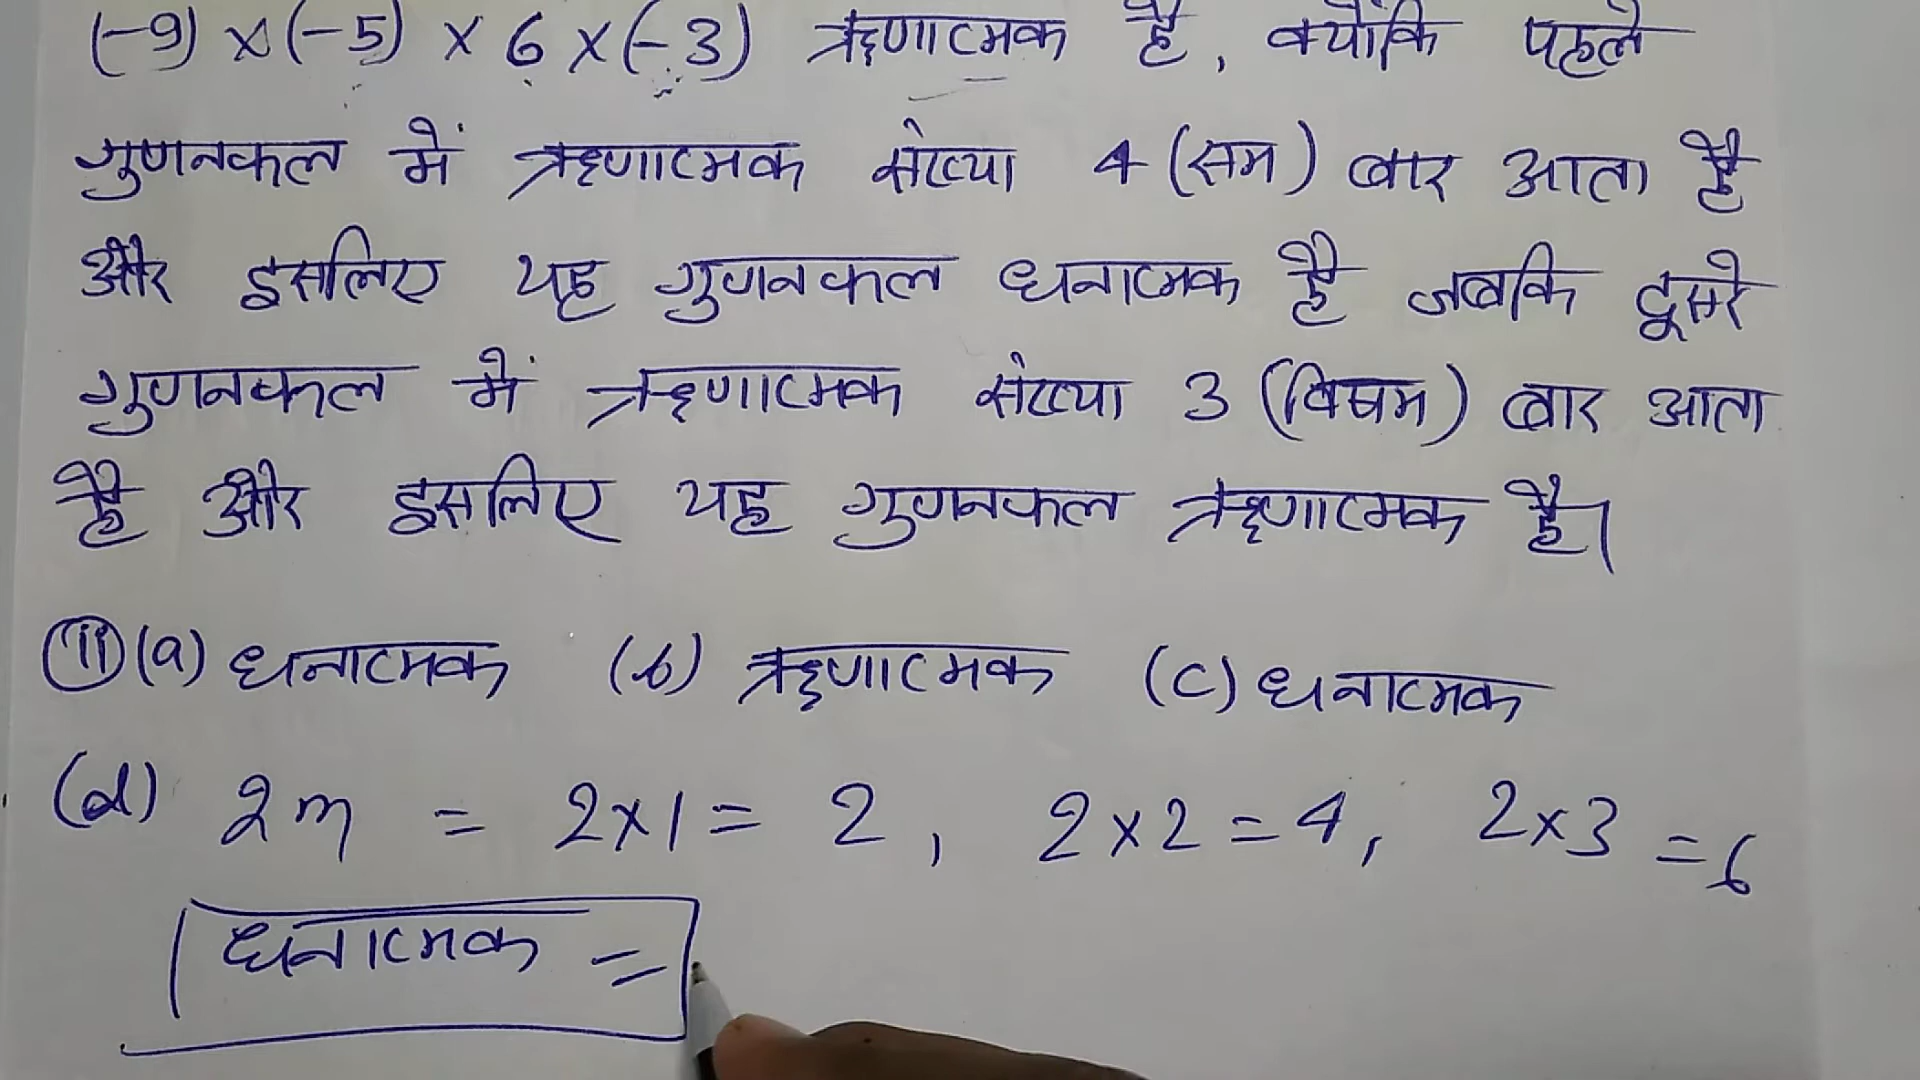 (-9) × (-5) × 6 × (-3) ऋणात्मक है, क्योंकि पहले
गुणनफल में ऋणात्मक संख्या 4 (सम) बार आता है
और इसलिए यह गुणनफल धनात्मक है जबकि दूसरे
गुणनफल में ऋणात्मक संख्या 3 (विषम) बार आता
है और इसलिए यह गुणनफल ऋणात्मक है।
(ii) (a) धनात्मक (b) ऋणात्मक (c) धनात्मक
(d) 2m = 2×1 = 2, 2×2 = 4, 2×3 = 6
धनात्मक =